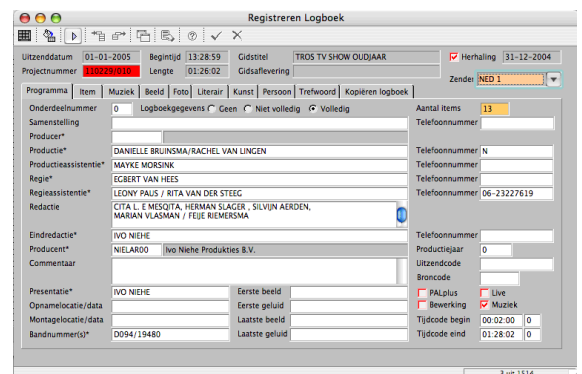 Registreren Logboek
Uitzenddatum 01-01-2005 Begintijd 13:28:59 Gidstitel TROS TV SHOW OUDJAAR Herhaling 31-12-2004
Projectnummer 110229/010 Lengte 01:26:02 Gidsaflevering
Zender NED 1
Programma Item Muziek Beeld Foto Literair Kunst Persoon Trefwoord Kopiëren logboek
Onderdeelnummer 0 Logboekgegevens Geen Niet volledig Volledig Aantal items 13
Samenstelling Telefoonnummer
Producer*
Productie* DANIELLE BRUINSMA/RACHEL VAN LINGEN Telefoonnummer N
Productieassistentie* MAYKE MORSINK Telefoonnummer
Regie* EGBERT VAN HEES Telefoonnummer
Regieassistentie* LEONY PAUS / RITA VAN DER STEEG Telefoonnummer 06-23227619
Redactie CITA L. E MESQITA, HERMAN SLAGER , SILVIJN AERDEN,
MARIAN VLASMAN / FEIJE RIEMERSMA
Eindredactie* IVO NIEHE Telefoonnummer
Producent* NIELAR00 Ivo Niehe Produkties B.V. Productiejaar 0
Commentaar Uitzendcode
Broncode
Presentatie* IVO NIEHE Eerste beeld PALplus Live
Opnamelocatie/data Eerste geluid Bewerking Muziek
Montagelocatie/data Laatste beeld Tijdcode begin 00:02:00 0
Bandnummer(s)* D094/19480 Laatste geluid Tijdcode eind 01:28:02 0
3 uit 1514